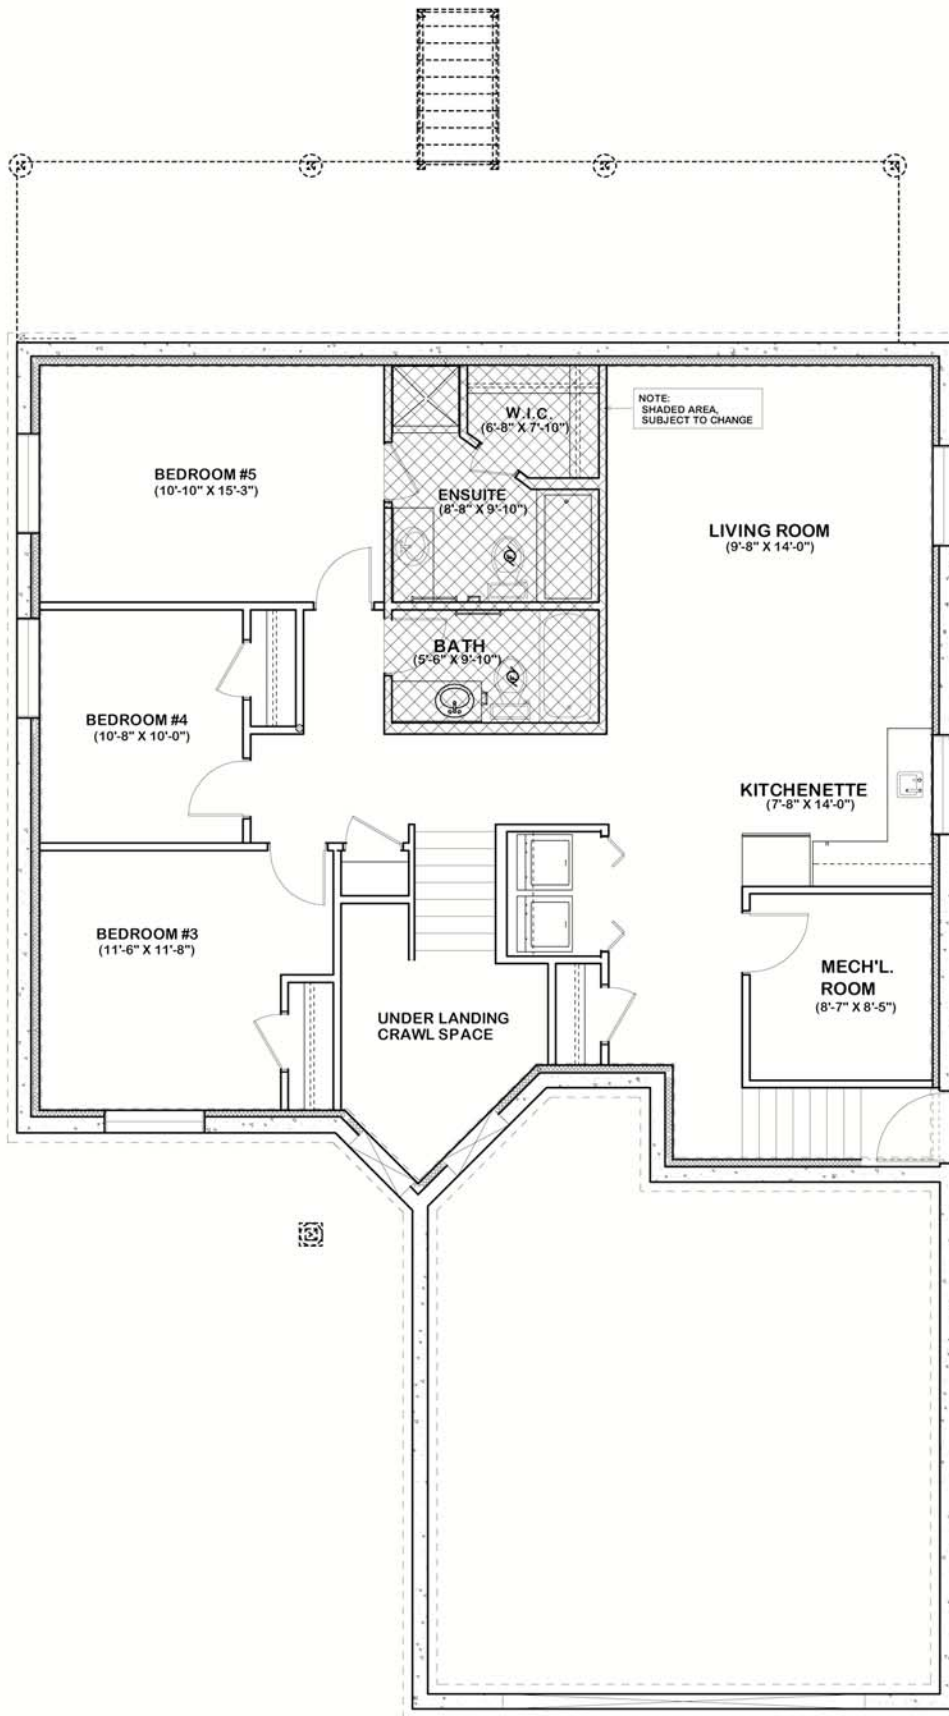 NOTE:
SHADED AREA,
SUBJECT TO CHANGE
W.I.C.
(6'-8" X 7'-10")
BEDROOM #5
(10'-10" X 15'-3")
ENSUITE
(8'-8" X 9'-10")
LIVING ROOM
(9'-8" X 14'-0")
BATH
(5'-6" X 9'-10")
BEDROOM #4
(10'-8" X 10'-0")
KITCHENETTE
(7'-8" X 14'-0")
BEDROOM #3
(11'-6" X 11'-8")
MECH'L.
ROOM
(8'-7" X 8'-5")
UNDER LANDING
CRAWL SPACE